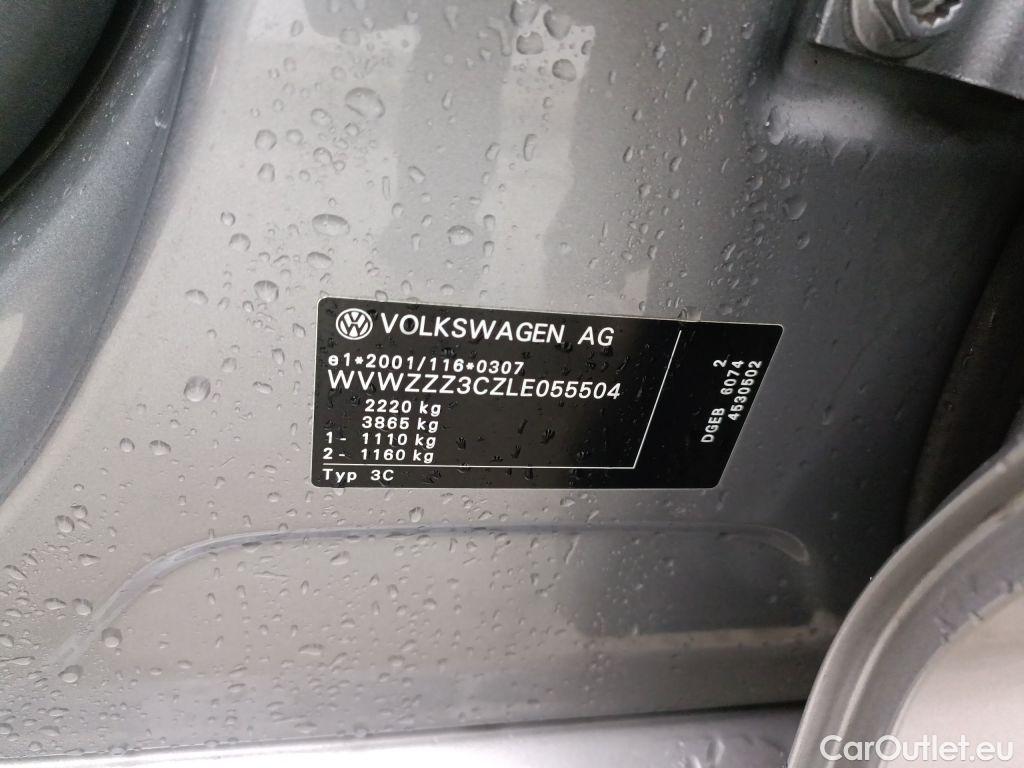 VOLKSWAGEN AG
e1*2001/116*0307
WVWZZZ3CZLE055504
2220 kg
3865 kg
1 - 1110 kg
2 - 1160 kg
Typ 3C
2
DGEB 6074
4530502
CarOutlet.eu